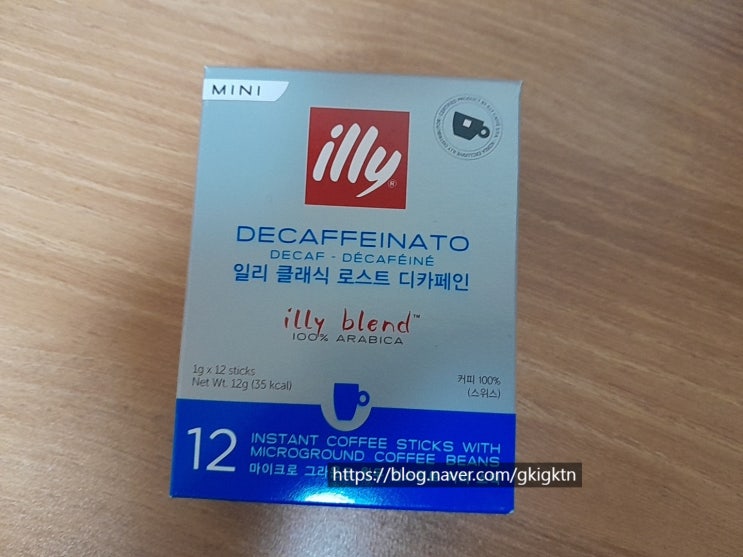 MINI
illy®
DECAFFEINATO
DECAF - DÉCAFÉINÉ
일리 클래식 로스트 디카페인
illy blend™
100% ARABICA
1g x 12 sticks
Net Wt. 12g (35 kcal)
커피 100%
(스위스)
12
INSTANT COFFEE STICKS WITH
MICROGROUND COFFEE BEANS
마이크로
https://blog.naver.com/gkigktn